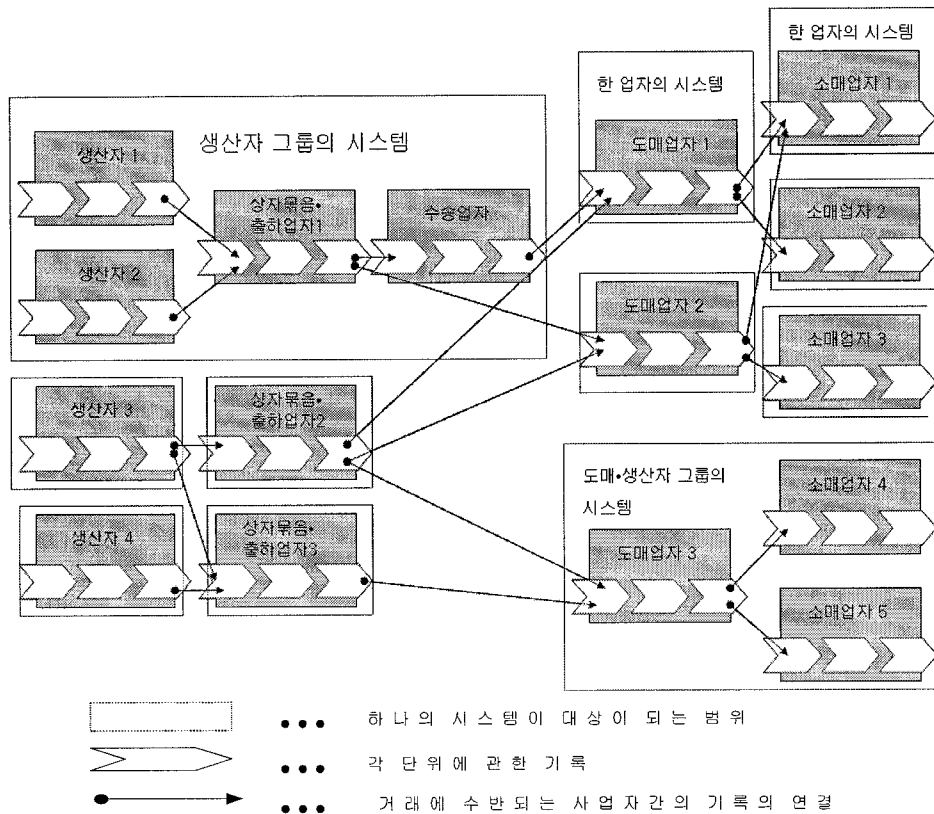 한 업자의 시스템
소매업자 1
한 업자의 시스템
도매업자 1
생산자 그룹의 시스템
생산자 1
상자묶음•
출하업자1
수송업자
소매업자 2
생산자 2
도매업자 2
소매업자 3
생산자 3
상자묶음•
출하업자2
도매•생산자 그룹의
시스템
소매업자 4
생산자 4
상자묶음•
출하업자3
도매업자 3
소매업자 5
••• 하나의 시스템이 대상이 되는 범위
••• 각 단위에 관한 기록
••• 거래에 수반되는 사업자간의 기록의 연결